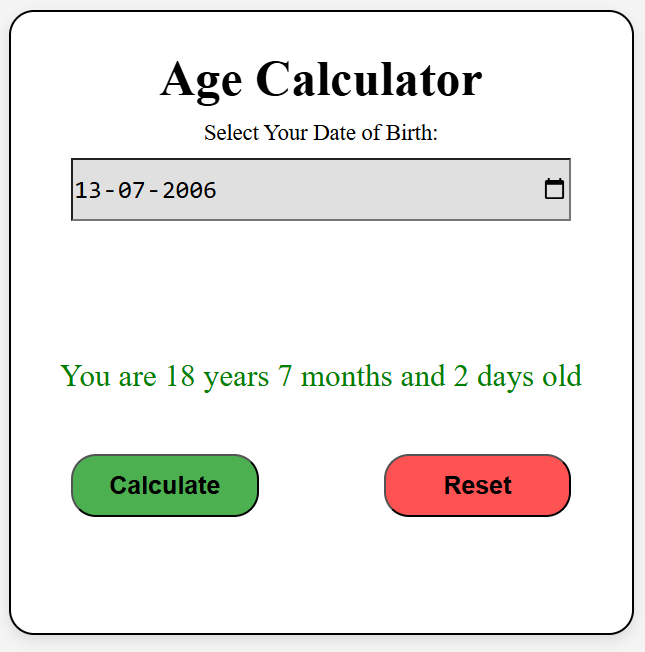 Age Calculator
Select Your Date of Birth:
13-07-2006
You are 18 years 7 months and 2 days old
Calculate Reset